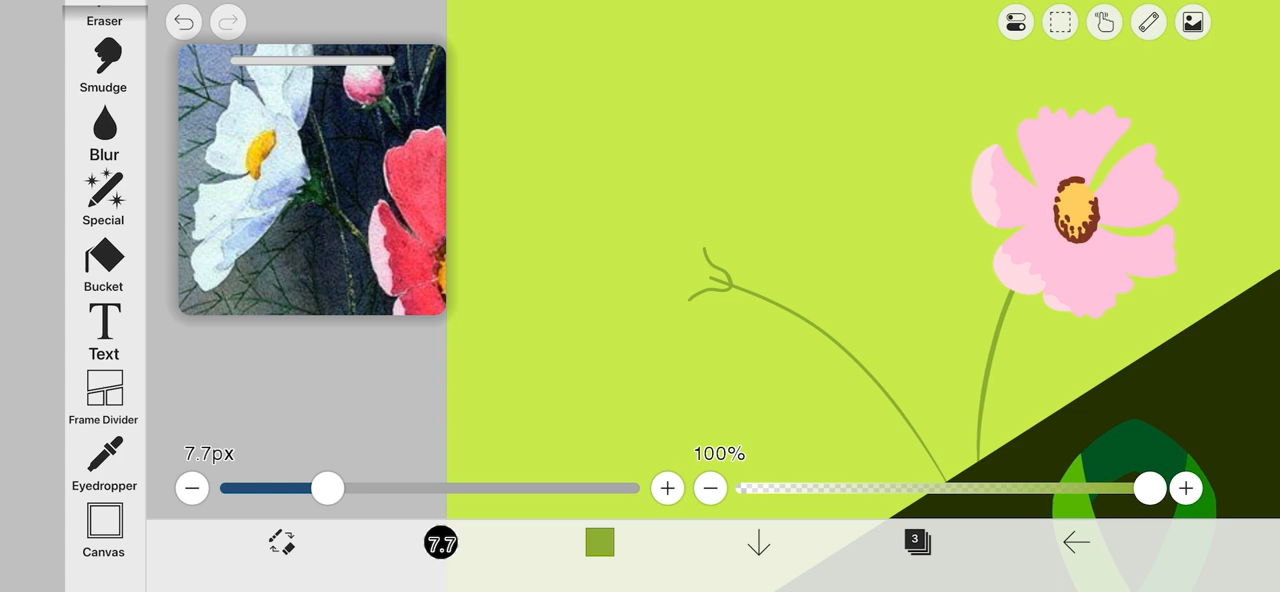 Eraser
Smudge
Blur
Special
Bucket
Text
Frame Divider
Eyedropper
Canvas
7.7px
100%
7.7
3